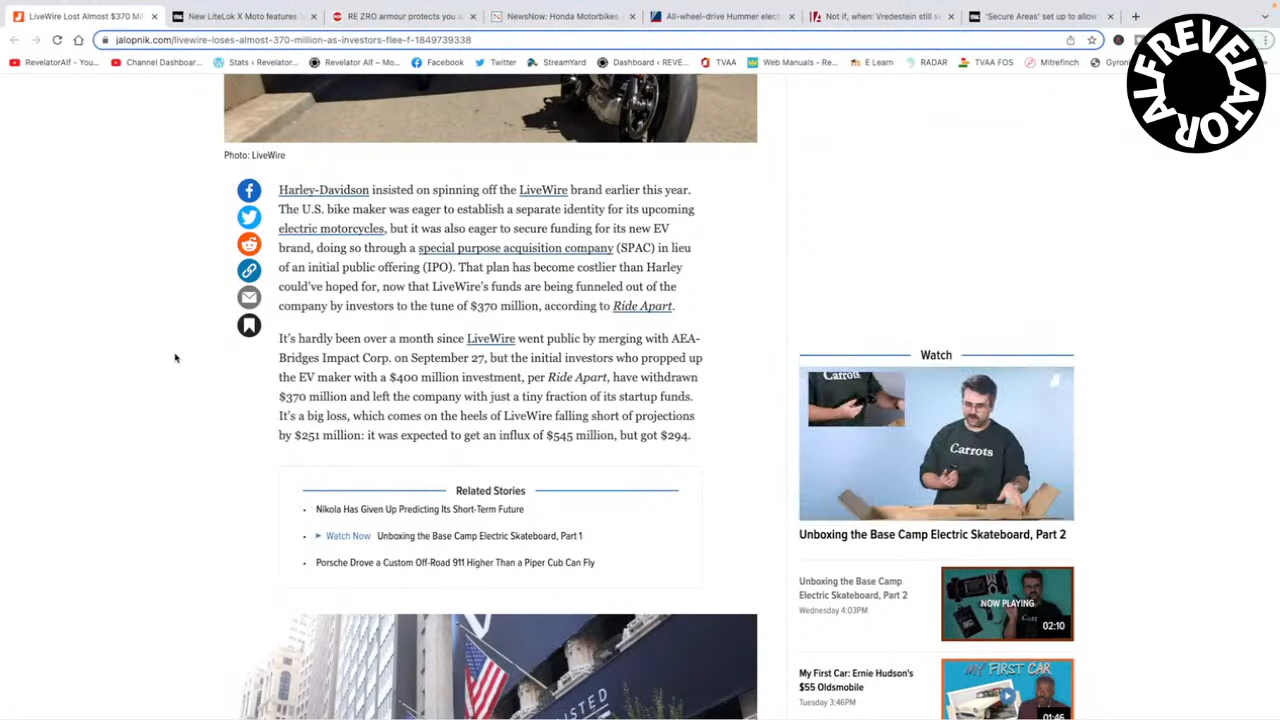 LiveWire Lost Almost $370 Mi
New LiteLok X Moto features
RE ZRO armour protects you
NewsNow: Honda Motorbikes
All-wheel-drive Hummer elect
Not if, when: Vredestein still s
'Secure Areas' set up to allow
jalopnik.com/livewire-loses-almost-370-million-as-investors-flee-f-1849739338
RevelatorAlf - You...
Channel Dashboar...
Stats ‹ Revelator...
Revelator Alf – Mo...
Facebook
Twitter
StreamYard
Dashboard ‹ REVE...
TVAA
Web Manuals - Re...
E Learn
RADAR
TVAA FOS
Mitrefinch
Gyron
ALFREVELATOR
Photo: LiveWire
Harley-Davidson insisted on spinning off the LiveWire brand earlier this year.
The U.S. bike maker was eager to establish a separate identity for its upcoming
electric motorcycles, but it was also eager to secure funding for its new EV
brand, doing so through a special purpose acquisition company (SPAC) in lieu
of an initial public offering (IPO). That plan has become costlier than Harley
could've hoped for, now that LiveWire's funds are being funneled out of the
company by investors to the tune of $370 million, according to Ride Apart.
It's hardly been over a month since LiveWire went public by merging with AEA-
Bridges Impact Corp. on September 27, but the initial investors who propped up
the EV maker with a $400 million investment, per Ride Apart, have withdrawn
$370 million and left the company with just a tiny fraction of its startup funds.
It's a big loss, which comes on the heels of LiveWire falling short of projections
by $251 million: it was expected to get an influx of $545 million, but got $294.
Related Stories
Nikola Has Given Up Predicting Its Short-Term Future
Watch Now Unboxing the Base Camp Electric Skateboard, Part 1
Porsche Drove a Custom Off-Road 911 Higher Than a Piper Cub Can Fly
Watch
Carrots
Unboxing the Base Camp Electric Skateboard, Part 2
Unboxing the Base Camp
Electric Skateboard, Part 2
Wednesday 4:03PM
NOW PLAYING
02:10
My First Car: Ernie Hudson's
$55 Oldsmobile
Tuesday 3:46PM
MY FIRST CAR
01:46